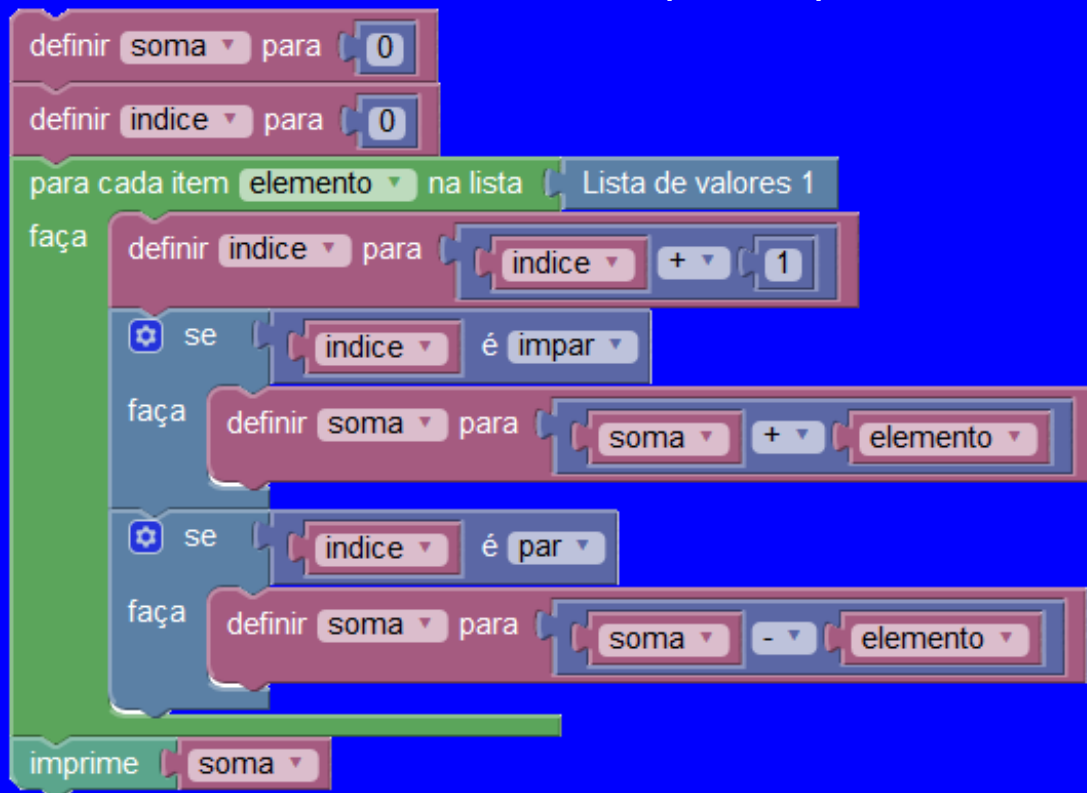 definir soma para 0
definir indice para 0
para cada item elemento na lista Lista de valores 1
faça definir indice para indice + 1
se indice é impar
faça definir soma para soma + elemento
se indice é par
faça definir soma para soma - elemento
imprime soma